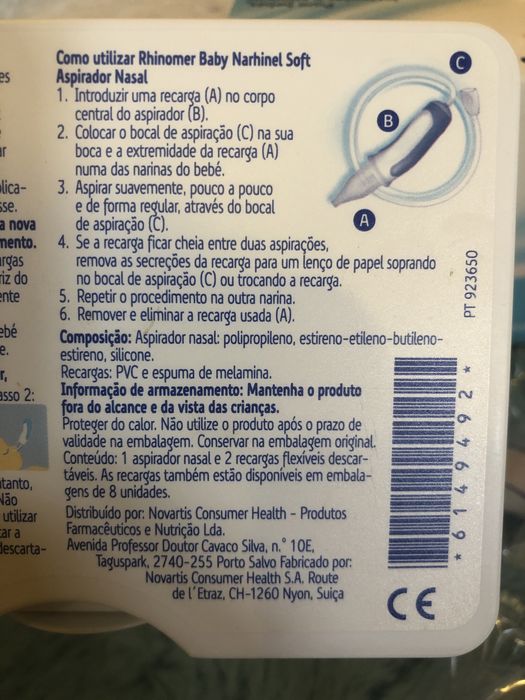 Como utilizar Rhinomer Baby Narhinel Soft
Aspirador Nasal
1. Introduzir uma recarga (A) no corpo
central do aspirador (B).
2. Colocar o bocal de aspiração (C) na sua
boca e a extremidade da recarga (A)
numa das narinas do bebé.
3. Aspirar suavemente, pouco a pouco
e de forma regular, através do bocal
de aspiração (C).
4. Se a recarga ficar cheia entre duas aspirações,
remova as secreções da recarga para um lenço de papel soprando
no bocal de aspiração (C) ou trocando a recarga.
5. Repetir o procedimento na outra narina.
6. Remover e eliminar a recarga usada (A).
Composição: Aspirador nasal: polipropileno, estireno-etileno-butileno-
estireno, silicone.
Recargas: PVC e espuma de melamina.
Informação de armazenamento: Mantenha o produto
fora do alcance e da vista das crianças.
Proteger do calor. Não utilize o produto após o prazo de
validade na embalagem. Conservar na embalagem original.
Conteúdo: 1 aspirador nasal e 2 recargas flexíveis descar-
táveis. As recargas também estão disponíveis em embala-
gens de 8 unidades.
Distribuído por: Novartis Consumer Health - Produtos
Farmacêuticos e Nutrição Lda.
Avenida Professor Doutor Cavaco Silva, n.° 10E,
Taguspark, 2740-255 Porto Salvo Fabricado por:
Novartis Consumer Health S.A. Route
de l'Etraz, CH-1260 Nyon, Suiça
C
B
A
PT 923650
* 6149492 *
CE
a nova
mento.
riz do
asso 2:
Não
utilizar